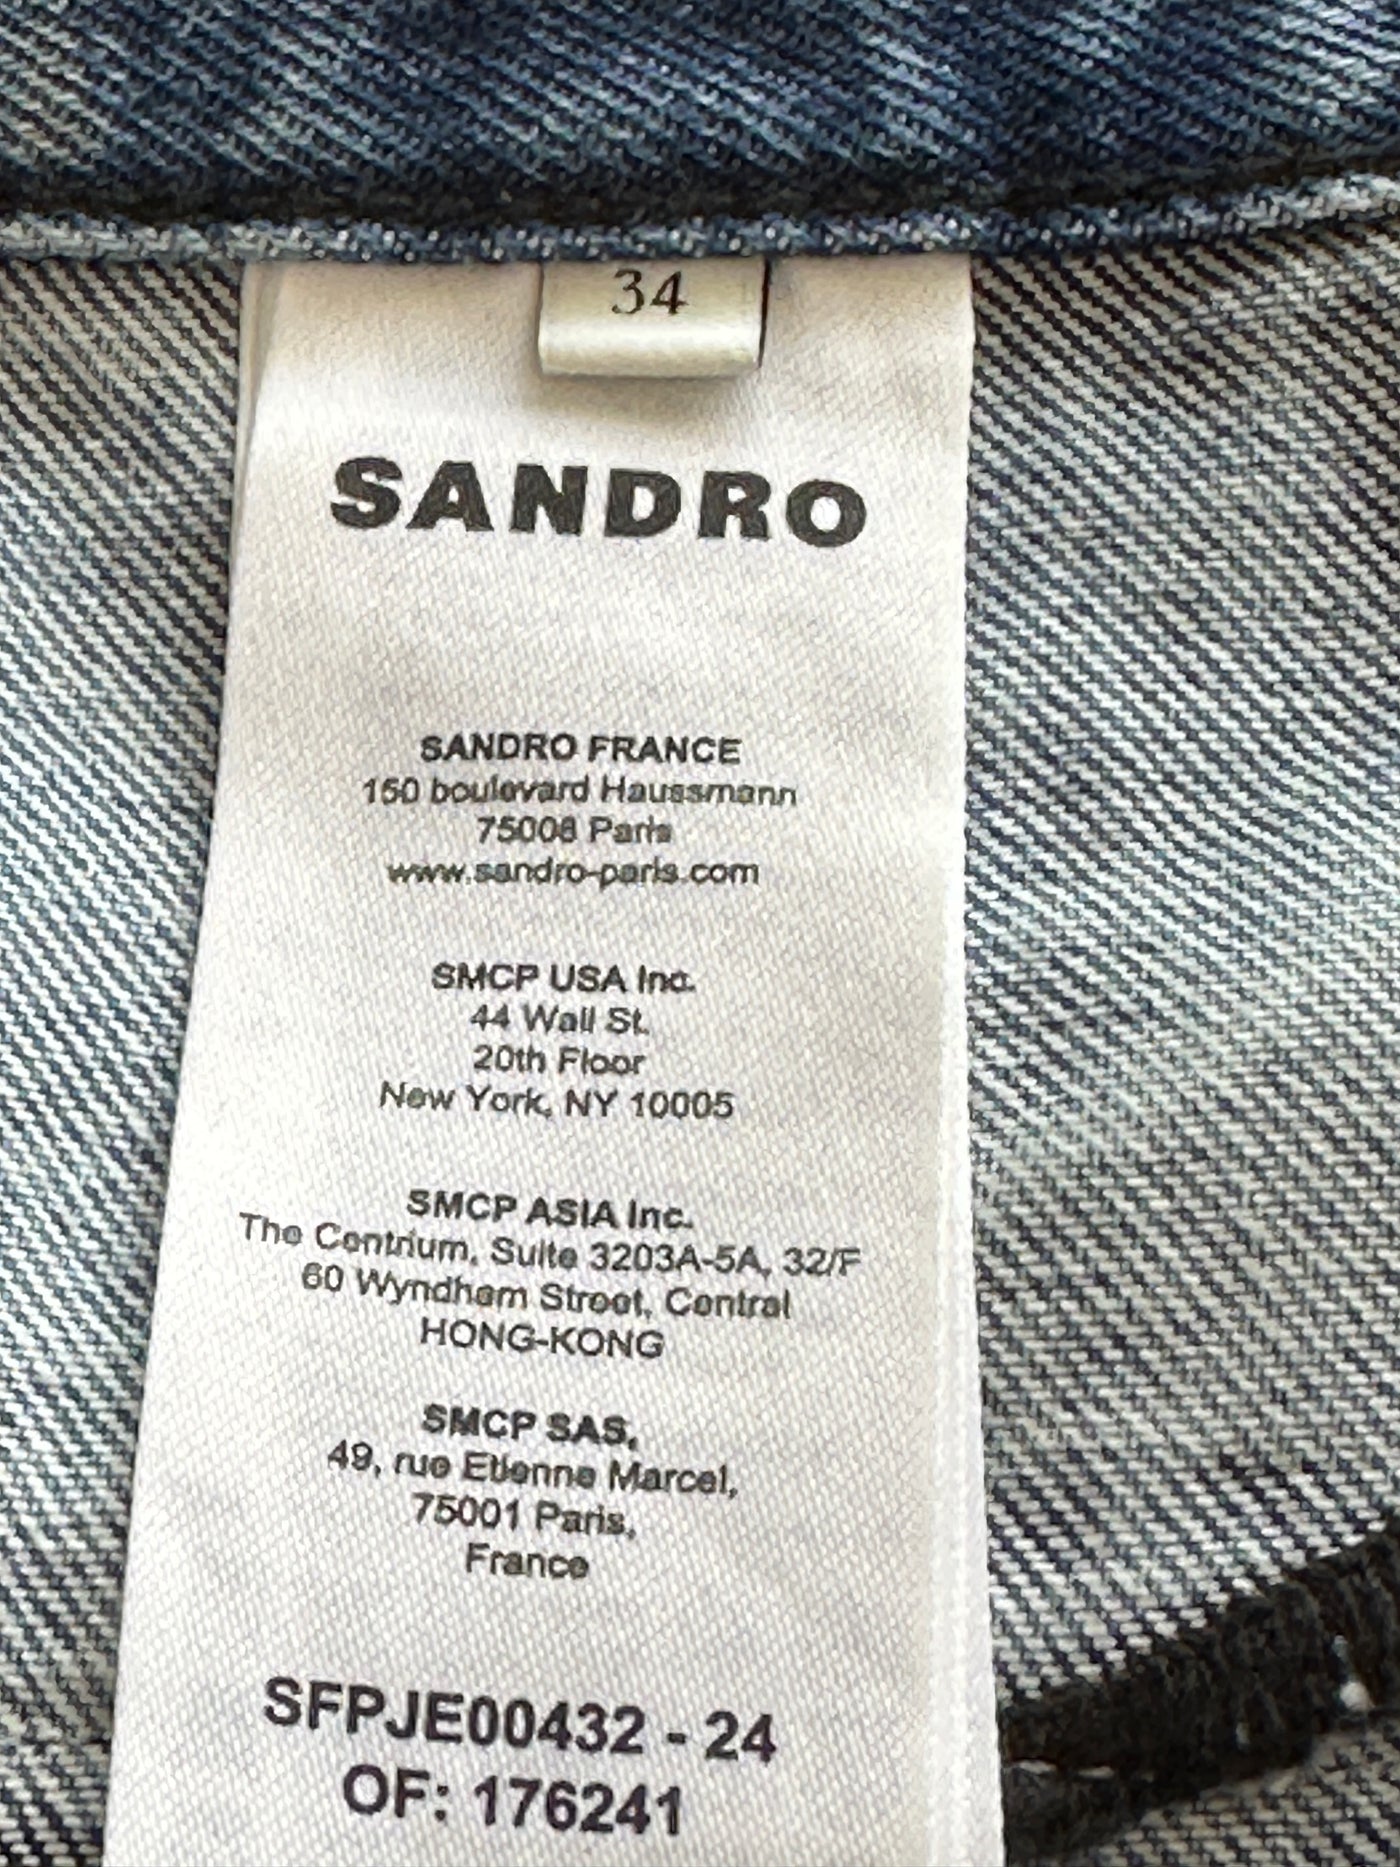 34
SANDRO
SANDRO FRANCE
150 boulevard Haussmann
75008 Paris
www.sandro-paris.com
SMCP USA Inc.
44 Wall St.
20th Floor
New York, NY 10005
SMCP ASIA Inc.
The Centrium, Suite 3203A-5A, 32/F
60 Wyndham Street, Central
HONG-KONG
SMCP SAS,
49, rue Etienne Marcel,
75001 Paris,
France
SFPJE00432 - 24
OF: 176241